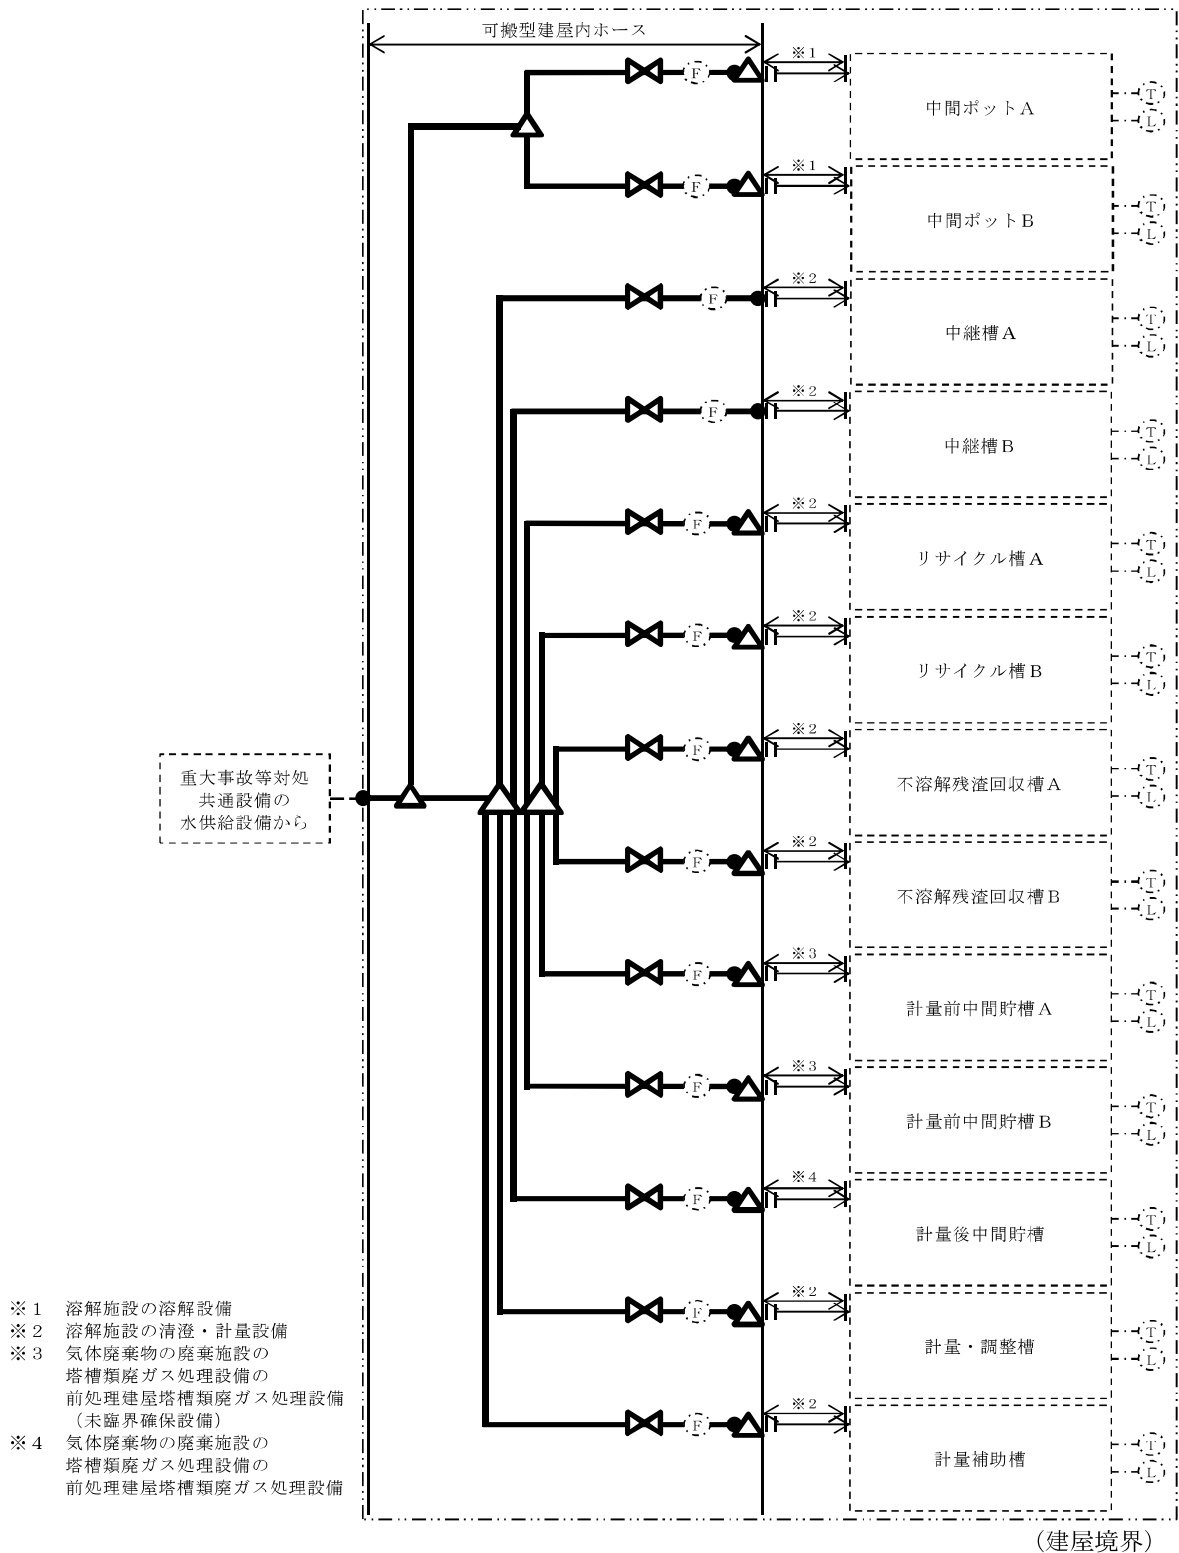 可搬型建屋内ホース
F
※1
中間ポットA
T
L
F
※1
中間ポットB
T
L
F
※2
中継槽A
T
L
F
※2
中継槽B
T
L
F
※2
リサイクル槽A
T
L
F
※2
リサイクル槽B
T
L
F
※2
不溶解残渣回収槽A
T
L
重大事故等対処
共通設備の
水供給設備から
F
※2
不溶解残渣回収槽B
T
L
F
※3
計量前中間貯槽A
T
L
F
※3
計量前中間貯槽B
T
L
F
※4
計量後中間貯槽
T
L
F
※2
計量・調整槽
T
L
F
※2
計量補助槽
T
L
※1 溶解施設の溶解設備
※2 溶解施設の清澄・計量設備
※3 気体廃棄物の廃棄施設の
塔槽類廃ガス処理設備の
前処理建屋塔槽類廃ガス処理設備
(未臨界確保設備)
※4 気体廃棄物の廃棄施設の
塔槽類廃ガス処理設備の
前処理建屋塔槽類廃ガス処理設備
(建屋境界)